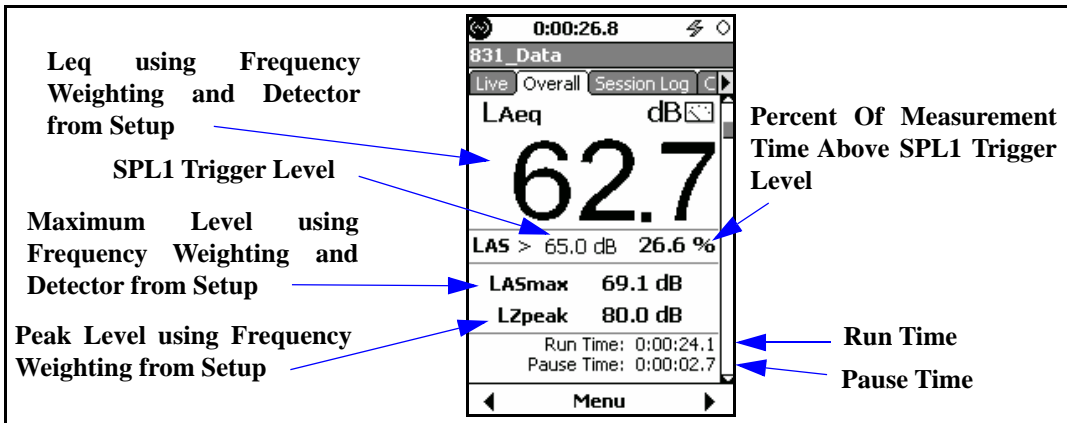 Leq using Frequency
Weighting and Detector
from Setup
SPL1 Trigger Level
Maximum Level using
Frequency Weighting and
Detector from Setup
Peak Level using Frequency
Weighting from Setup
0:00:26.8
831_Data
Live Overall Session Log C
LAeq dB
62.7
LAS > 65.0 dB 26.6 %
LASmax 69.1 dB
LZpeak 80.0 dB
Run Time: 0:00:24.1
Pause Time: 0:00:02.7
Menu
Percent Of Measurement
Time Above SPL1 Trigger
Level
Run Time
Pause Time